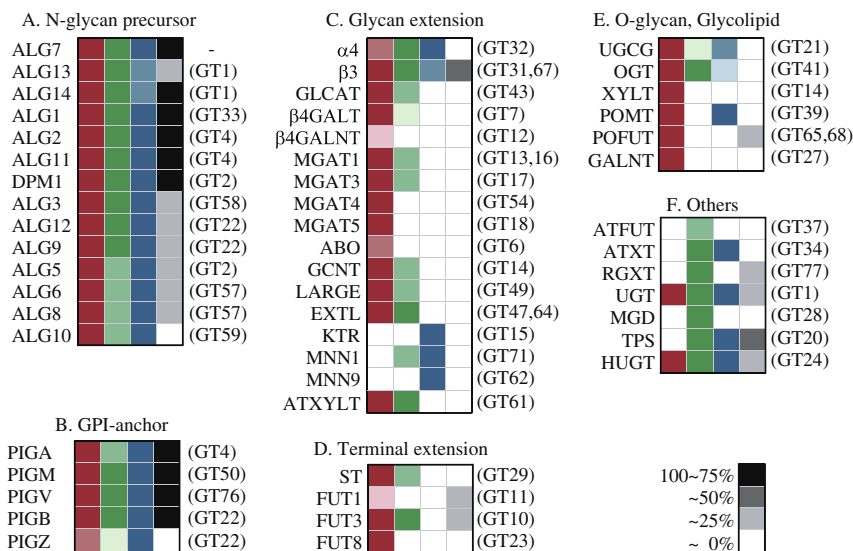 A. N-glycan precursor
ALG7 -
ALG13 (GT1)
ALG14 (GT1)
ALG1 (GT33)
ALG2 (GT4)
ALG11 (GT4)
DPM1 (GT2)
ALG3 (GT58)
ALG12 (GT22)
ALG9 (GT22)
ALG5 (GT2)
ALG6 (GT57)
ALG8 (GT57)
ALG10 (GT59)
B. GPI-anchor
PIGA (GT4)
PIGM (GT50)
PIGV (GT76)
PIGB (GT22)
PIGZ (GT22)
C. Glycan extension
α4 (GT32)
β3 (GT31,67)
GLCAT (GT43)
β4GALT (GT7)
β4GALNT (GT12)
MGAT1 (GT13,16)
MGAT3 (GT17)
MGAT4 (GT54)
MGAT5 (GT18)
ABO (GT6)
GCNT (GT14)
LARGE (GT49)
EXTL (GT47,64)
KTR (GT15)
MNN1 (GT71)
MNN9 (GT62)
ATXYLT (GT61)
D. Terminal extension
ST (GT29)
FUT1 (GT11)
FUT3 (GT10)
FUT8 (GT23)
E. O-glycan, Glycolipid
UGCG (GT21)
OGT (GT41)
XYLT (GT14)
POMT (GT39)
POFUT (GT65,68)
GALNT (GT27)
F. Others
ATFUT (GT37)
ATXT (GT34)
RGXT (GT77)
UGT (GT1)
MGD (GT28)
TPS (GT20)
HUGT (GT24)
100~75%
~50%
~25%
~ 0%